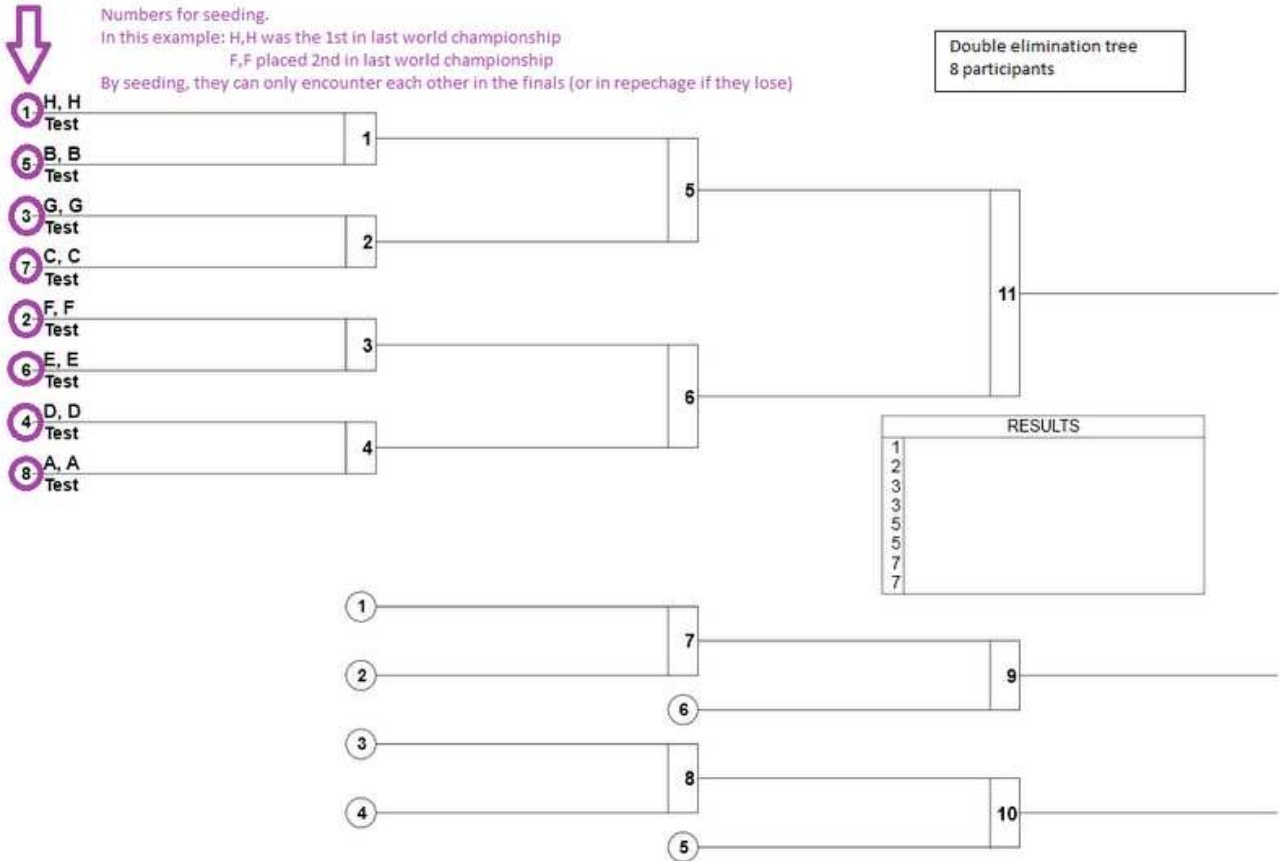 Numbers for seeding.
In this example: H,H was the 1st in last world championship
F,F placed 2nd in last world championship
By seeding, they can only encounter each other in the finals (or in repechage if they lose)
Double elimination tree
8 participants
1 H, H
Test
5 B, B
Test
3 G, G
Test
7 C, C
Test
2 F, F
Test
6 E, E
Test
4 D, D
Test
8 A, A
Test
1
2
3
4
5
6
11
RESULTS
1
2
3
3
5
5
7
7
1
2
7
6
9
3
4
8
5
10